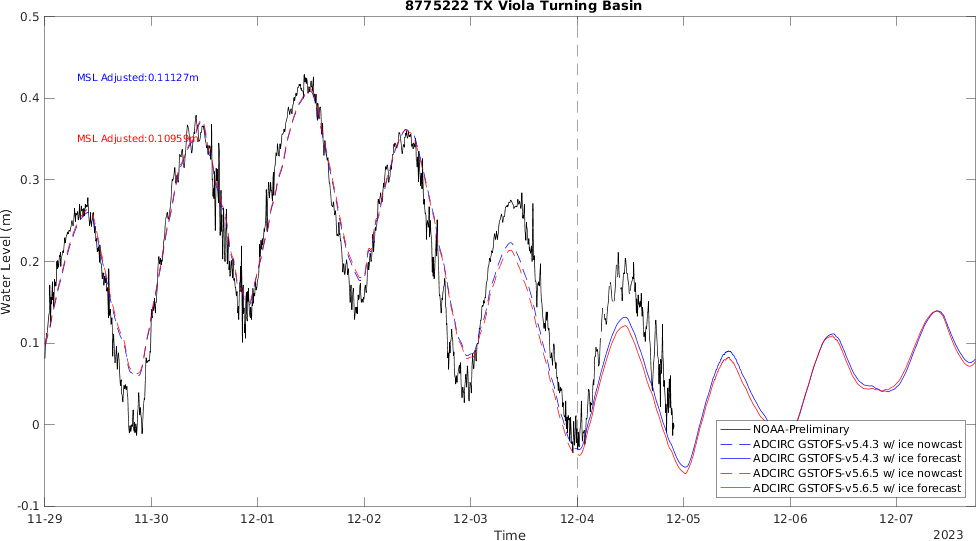 8775222 TX Viola Turning Basin
0.5
0.4
0.3
0.2
0.1
0
-0.1
Water Level (m)
MSL Adjusted:0.11127m
MSL Adjusted:0.10959m
NOAA-Preliminary
ADCIRC GSTOFS-v5.4.3 w/ ice nowcast
ADCIRC GSTOFS-v5.4.3 w/ ice forecast
ADCIRC GSTOFS-v5.6.5 w/ ice nowcast
ADCIRC GSTOFS-v5.6.5 w/ ice forecast
11-29 11-30 12-01 12-02 12-03 12-04 12-05 12-06 12-07
Time
2023